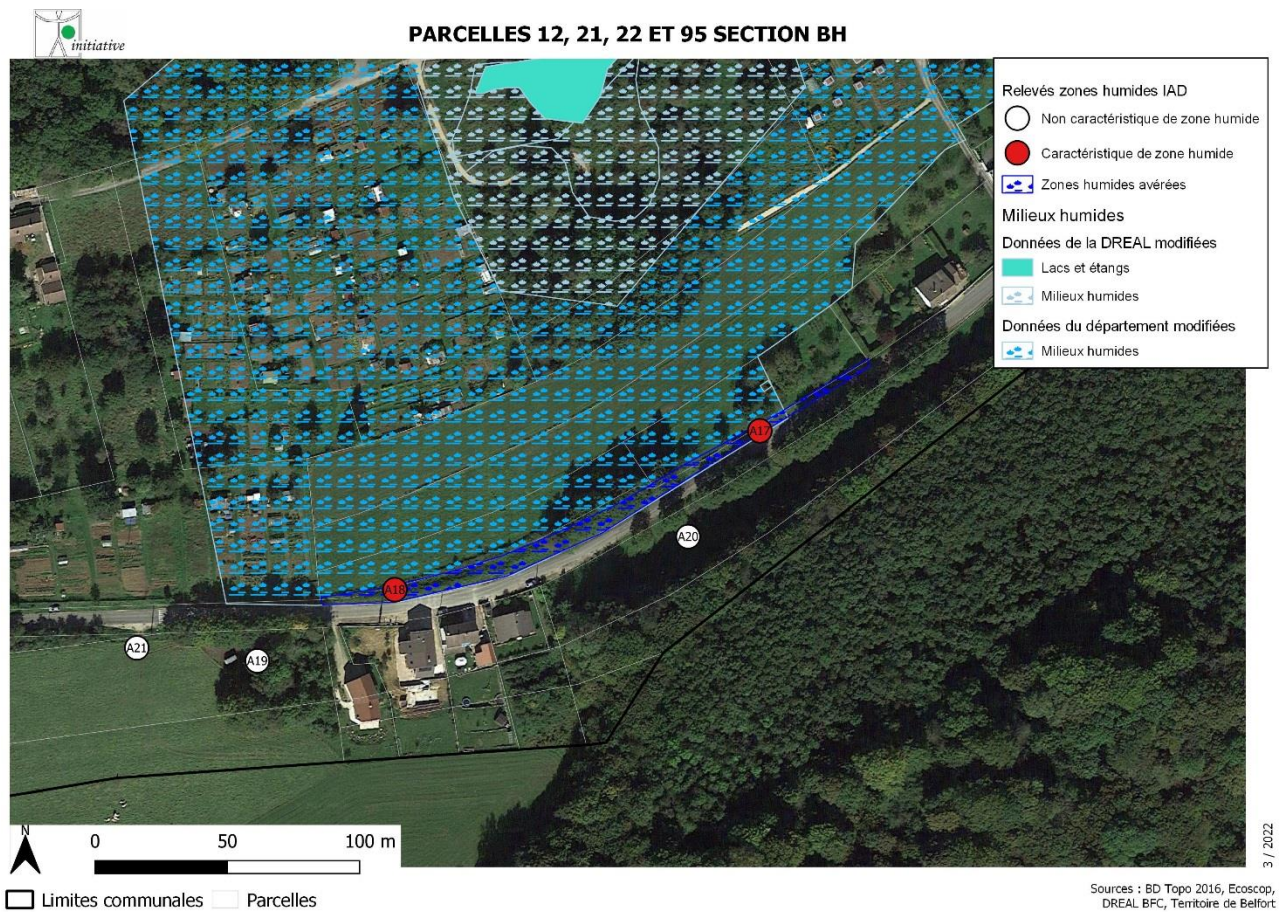 initiative
PARCELLES 12, 21, 22 ET 95 SECTION BH
Relevés zones humides IAD
Non caractéristique de zone humide
Caractéristique de zone humide
Zones humides avérées
Milieux humides
Données de la DREAL modifiées
Lacs et étangs
Milieux humides
Données du département modifiées
Milieux humides
A17
A20
A18
A21
A19
N
0 50 100 m
Limites communales Parcelles
3 / 2022
Sources : BD Topo 2016, Ecoscop,
DREAL BFC, Territoire de Belfort